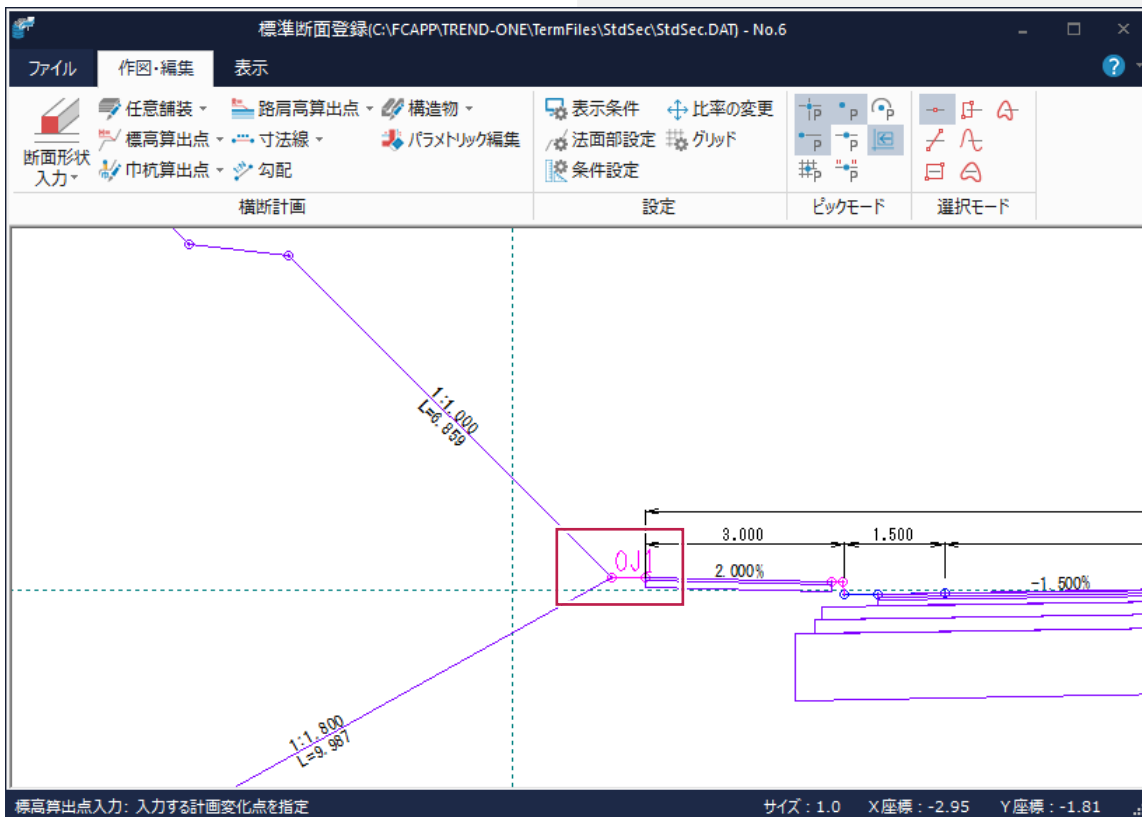 標準断面登録(C:\FCAPP\TREND-ONE\TermFiles\StdSec\StdSec.DAT) - No.6
ファイル 作図・編集 表示 ?
断面形状入力
任意舗装 路肩高算出点 構造物
標高算出点 寸法線 パラメトリック編集
巾杭算出点 勾配
横断計画
表示条件 比率の変更
法面部設定 グリッド
条件設定
設定
ピックモード
選択モード
1:1.000
L=6.859
3.000 1.500
OJ1
2.000%
-1.500%
1:1.800
L=9.987
標高算出点入力: 入力する計画変化点を指定 サイズ : 1.0 X座標 : -2.95 Y座標 : -1.81